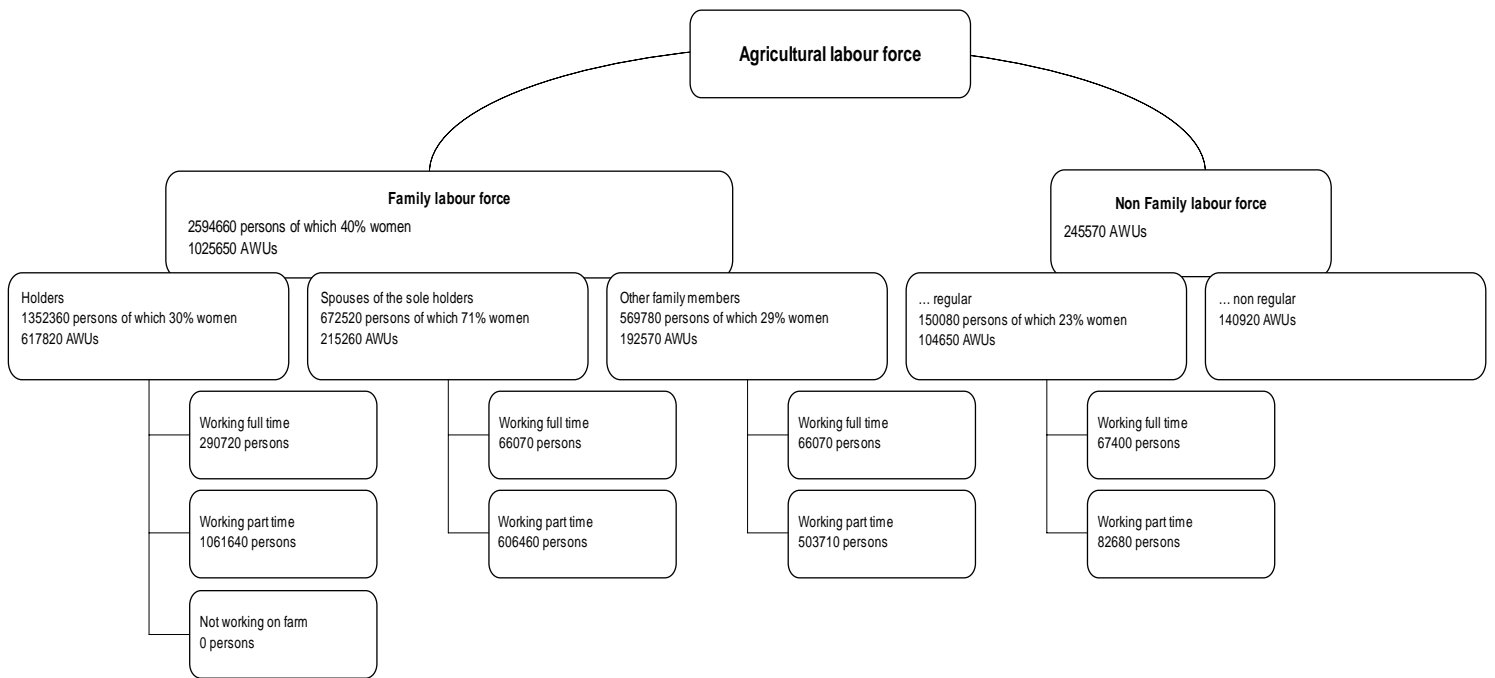 Agricultural labour force
Family labour force
2594660 persons of which 40% women
1025650 AWUs
Non Family labour force
245570 AWUs
Holders
1352360 persons of which 30% women
617820 AWUs
Spouses of the sole holders
672520 persons of which 71% women
215260 AWUs
Other family members
569780 persons of which 29% women
192570 AWUs
... regular
150080 persons of which 23% women
104650 AWUs
... non regular
140920 AWUs
Working full time
290720 persons
Working full time
66070 persons
Working full time
66070 persons
Working full time
67400 persons
Working part time
1061640 persons
Working part time
606460 persons
Working part time
503710 persons
Working part time
82680 persons
Not working on farm
0 persons